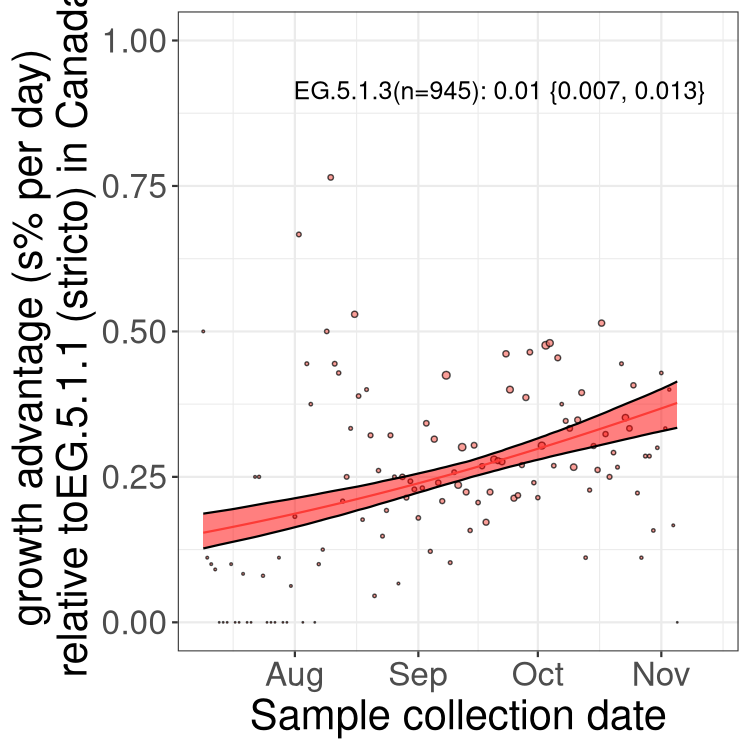 growth advantage (s% per day)
relative toEG.5.1.1 (stricto) in Canada
1.00
0.75
0.50
0.25
0.00
EG.5.1.3(n=945): 0.01 {0.007, 0.013}
Aug
Sep
Oct
Nov
Sample collection date